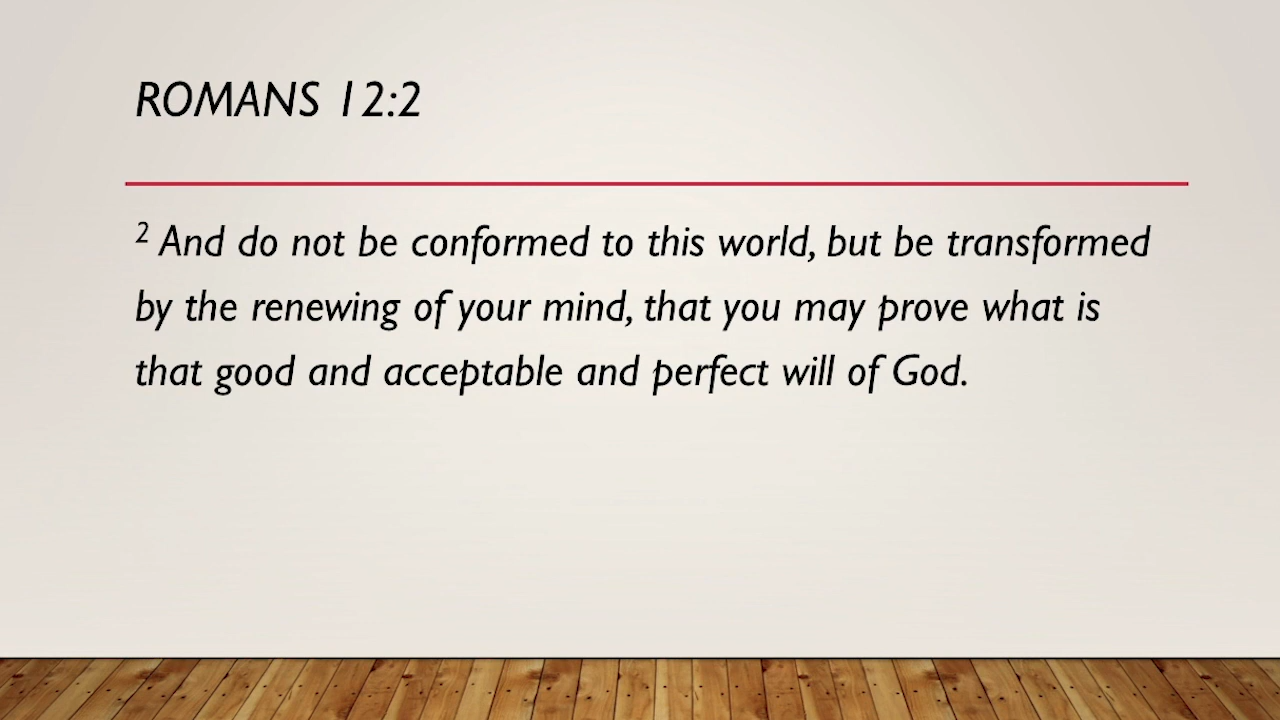 ROMANS 12:2
2 And do not be conformed to this world, but be transformed
by the renewing of your mind, that you may prove what is
that good and acceptable and perfect will of God.